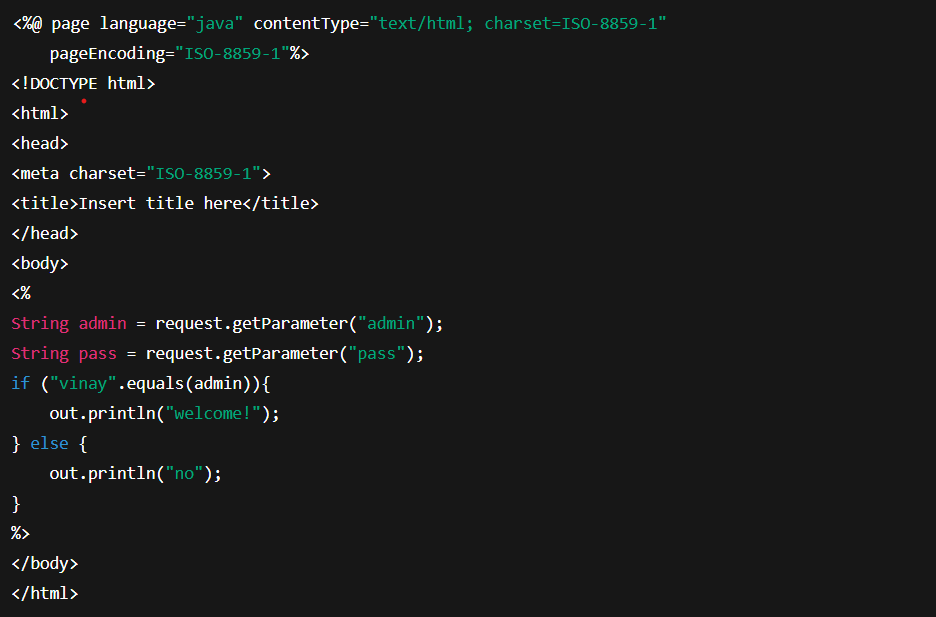 <%@ page language="java" contentType="text/html; charset=ISO-8859-1"
    pageEncoding="ISO-8859-1"%>
<!DOCTYPE html>
<html>
<head>
<meta charset="ISO-8859-1">
<title>Insert title here</title>
</head>
<body>
<%
String admin = request.getParameter("admin");
String pass = request.getParameter("pass");
if ("vinay".equals(admin)){
    out.println("welcome!");
} else {
    out.println("no");
}
%>
</body>
</html>